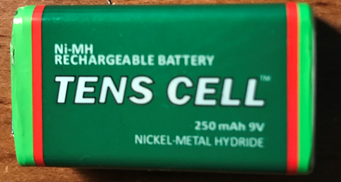 Ni-MH
RECHARGEABLE BATTERY
TENS CELL™
250 mAh 9V
NICKEL-METAL HYDRIDE